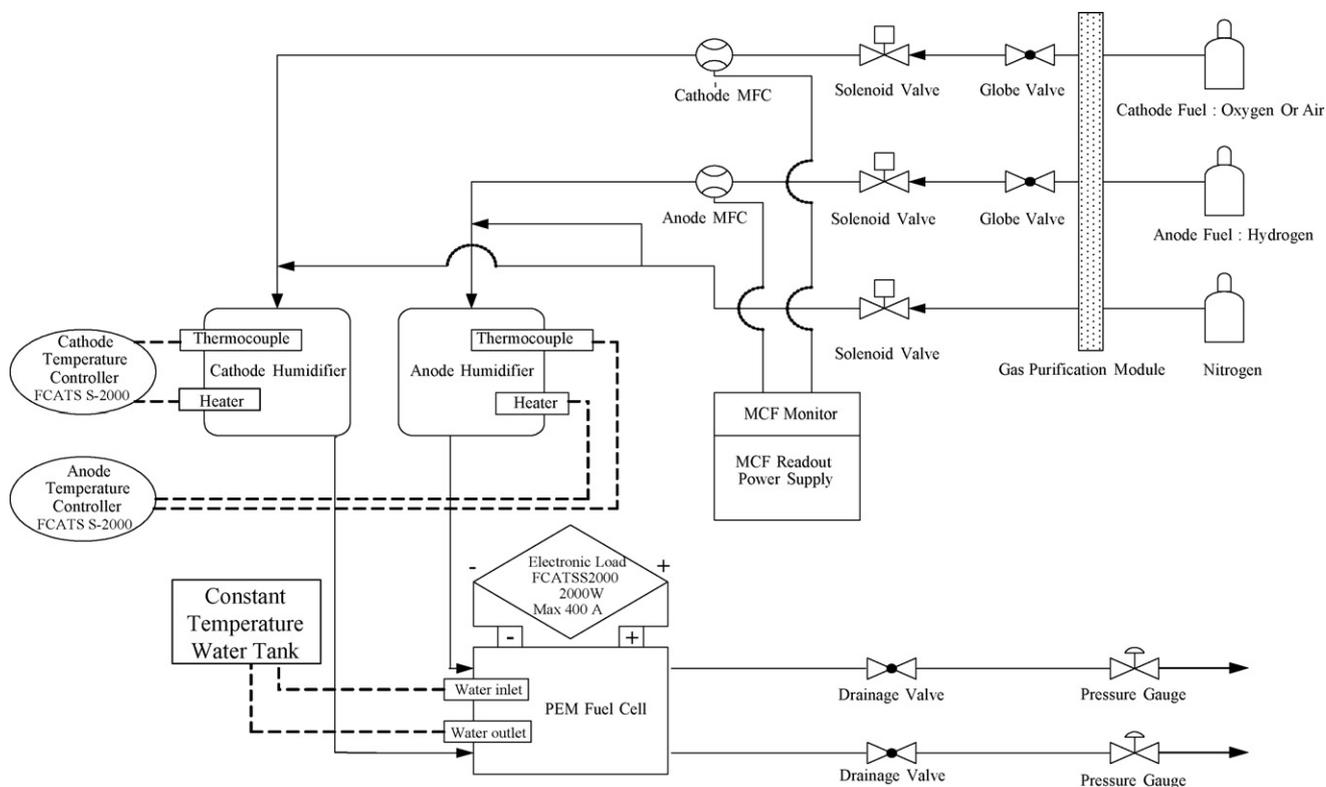 Cathode MFC
Solenoid Valve
Globe Valve
Cathode Fuel : Oxygen Or Air
Anode MFC
Solenoid Valve
Globe Valve
Anode Fuel : Hydrogen
Solenoid Valve
Gas Purification Module
Nitrogen
Cathode
Temperature
Controller
FCATS S-2000
Thermocouple
Cathode Humidifier
Heater
Thermocouple
Anode Humidifier
Heater
MCF Monitor
MCF Readout
Power Supply
Anode
Temperature
Controller
FCATS S-2000
Constant
Temperature
Water Tank
- +
Electronic Load
FCATSS2000
2000W
Max 400 A
- +
Water inlet
PEM Fuel Cell
Water outlet
Drainage Valve
Pressure Gauge
Drainage Valve
Pressure Gauge